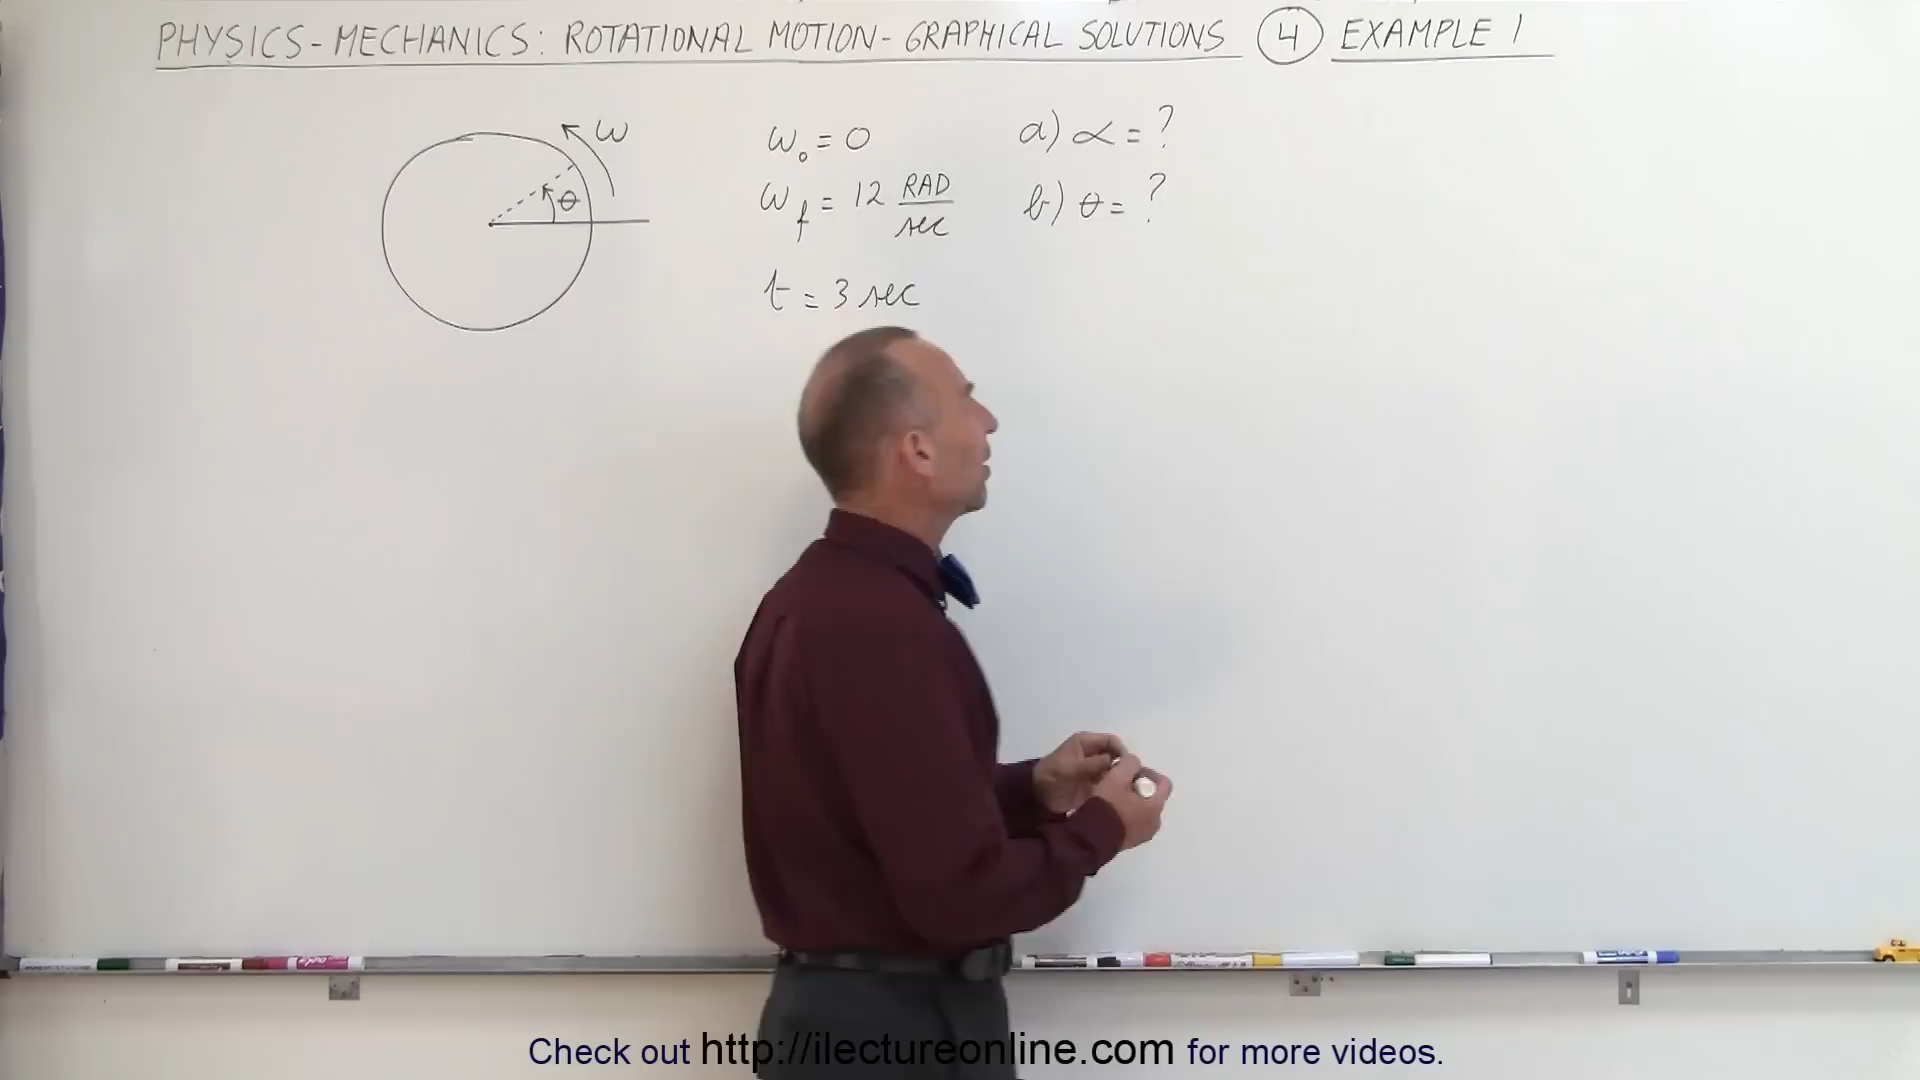 PHYSICS-MECHANICS: ROTATIONAL MOTION-GRAPHICAL SOLUTIONS 4 EXAMPLE 1
ω
θ
ω₀ = 0
ω_f = 12 RAD/sec
t = 3 sec
a) α = ?
b) θ = ?
Check out http://ilectureonline.com for more videos.